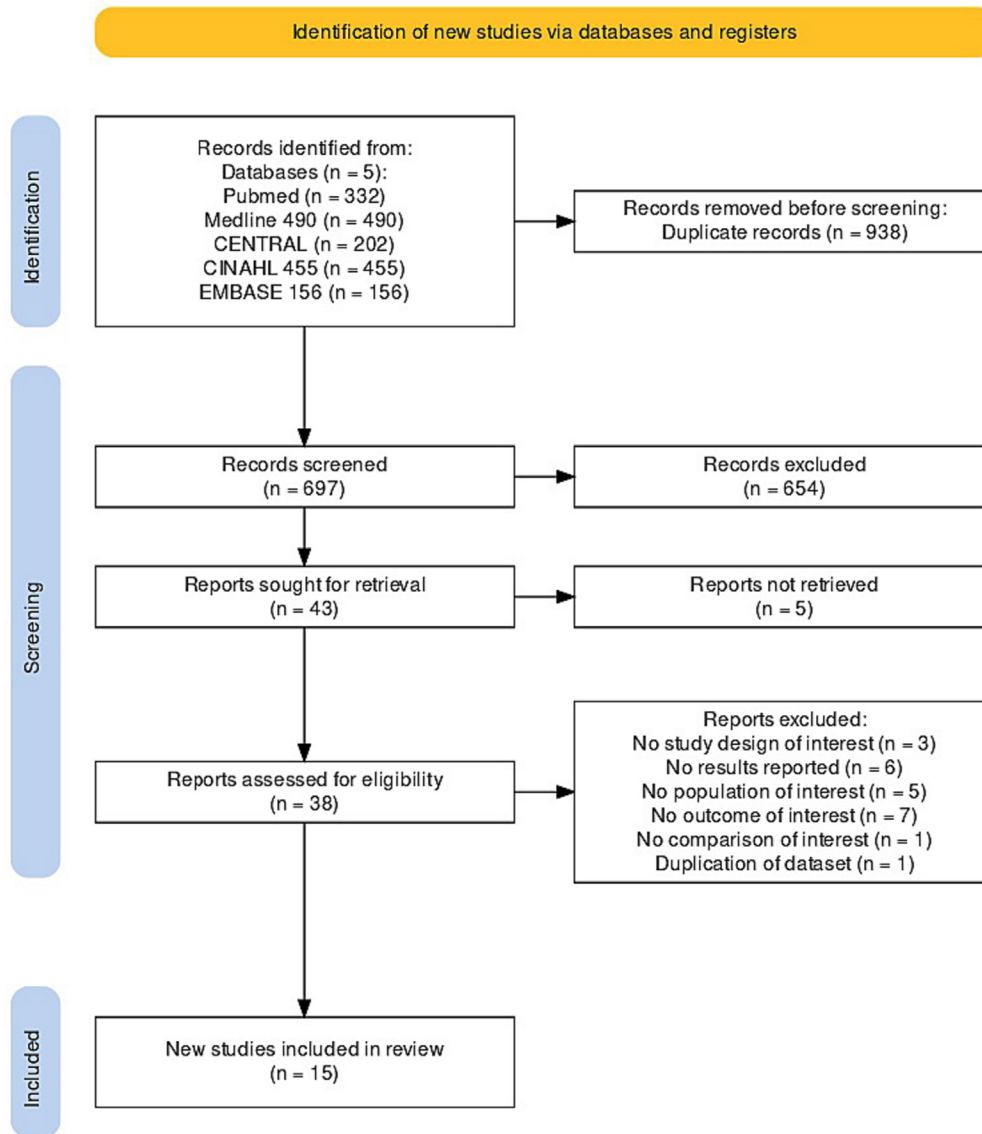 Identification of new studies via databases and registers
Identification
Records identified from:
Databases (n = 5):
Pubmed (n = 332)
Medline 490 (n = 490)
CENTRAL (n = 202)
CINAHL 455 (n = 455)
EMBASE 156 (n = 156)
Records removed before screening:
Duplicate records (n = 938)
Screening
Records screened
(n = 697)
Records excluded
(n = 654)
Reports sought for retrieval
(n = 43)
Reports not retrieved
(n = 5)
Reports assessed for eligibility
(n = 38)
Reports excluded:
No study design of interest (n = 3)
No results reported (n = 6)
No population of interest (n = 5)
No outcome of interest (n = 7)
No comparison of interest (n = 1)
Duplication of dataset (n = 1)
Included
New studies included in review
(n = 15)